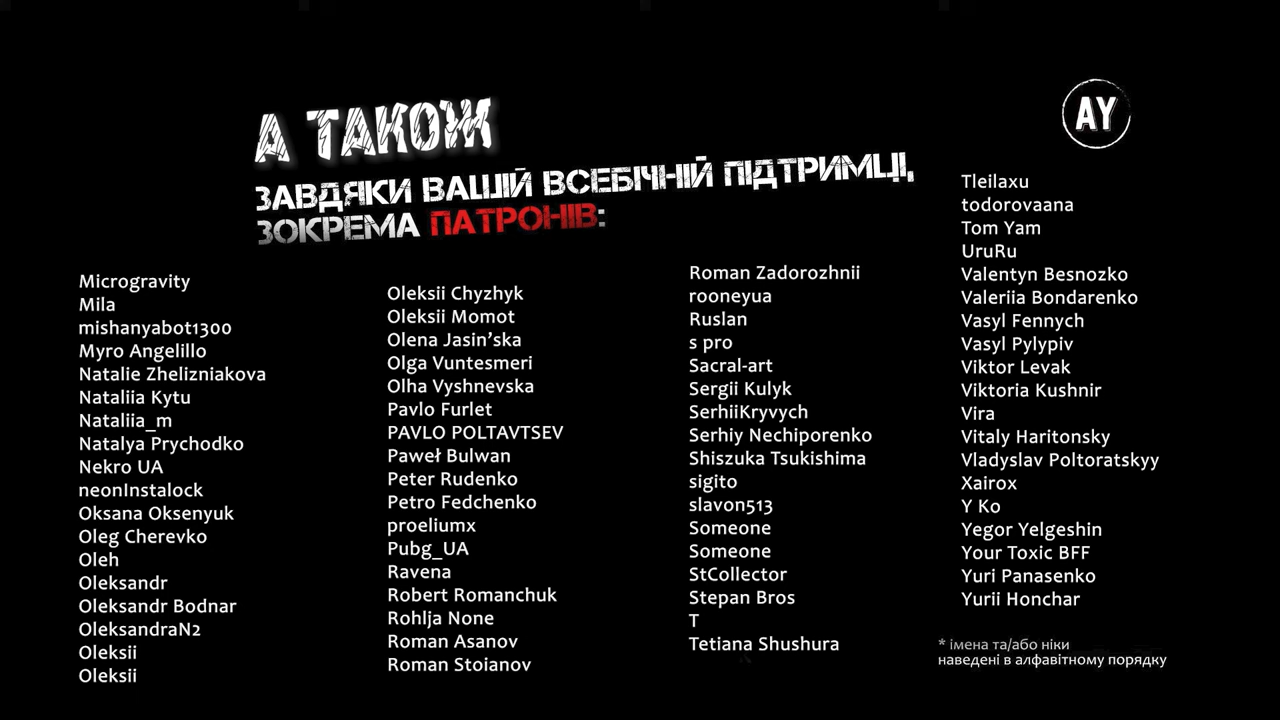 А ТАКОЖ
ЗАВДЯКИ ВАШІЙ ВСЕБІЧНІЙ ПІДТРИМЦІ,
ЗОКРЕМА ПАТРОНІВ:
AY
Microgravity
Mila
mishanyabot1300
Myro Angelillo
Natalie Zhelizniakova
Nataliia Kytu
Nataliia_m
Natalya Prychodko
Nekro UA
neonInstalock
Oksana Oksenyuk
Oleg Cherevko
Oleh
Oleksandr
Oleksandr Bodnar
OleksandraN2
Oleksii
Oleksii
Oleksii Chyzhyk
Oleksii Momot
Olena Jasin’ska
Olga Vuntesmeri
Olha Vyshnevska
Pavlo Furlet
PAVLO POLTAVTSEV
Paweł Bulwan
Peter Rudenko
Petro Fedchenko
proeliumx
Pubg_UA
Ravena
Robert Romanchuk
Rohlja None
Roman Asanov
Roman Stoianov
Roman Zadorozhnii
rooneyua
Ruslan
s pro
Sacral-art
Sergii Kulyk
SerhiiKryvych
Serhiy Nechiporenko
Shiszuka Tsukishima
sigito
slavon513
Someone
Someone
StCollector
Stepan Bros
T
Tetiana Shushura
Tleilaxu
todorovaana
Tom Yam
UruRu
Valentyn Besnozko
Valeriia Bondarenko
Vasyl Fennych
Vasyl Pylypiv
Viktor Levak
Viktoria Kushnir
Vira
Vitaly Haritonsky
Vladyslav Poltoratskyy
Xairox
Y Ko
Yegor Yelgeshin
Your Toxic BFF
Yuri Panasenko
Yurii Honchar
* імена та/або ніки
наведені в алфавітному порядку